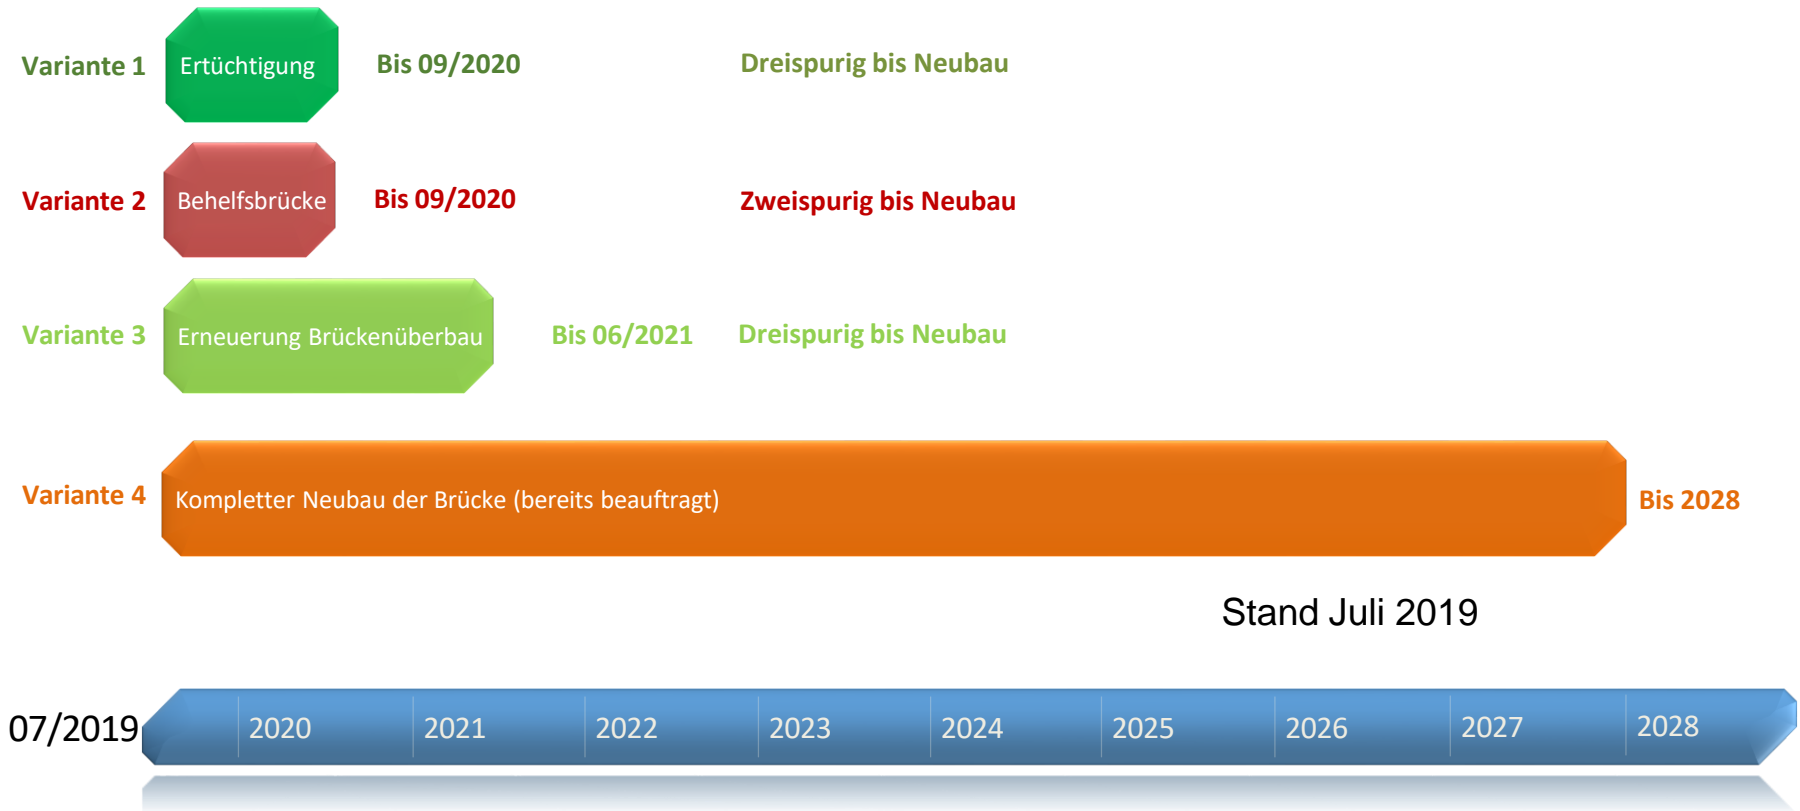 Variante 1 Ertüchtigung Bis 09/2020 Dreispurig bis Neubau
Variante 2 Behelfsbrücke Bis 09/2020 Zweispurig bis Neubau
Variante 3 Erneuerung Brückenüberbau Bis 06/2021 Dreispurig bis Neubau
Variante 4 Kompletter Neubau der Brücke (bereits beauftragt) Bis 2028
Stand Juli 2019
07/2019 2020 2021 2022 2023 2024 2025 2026 2027 2028